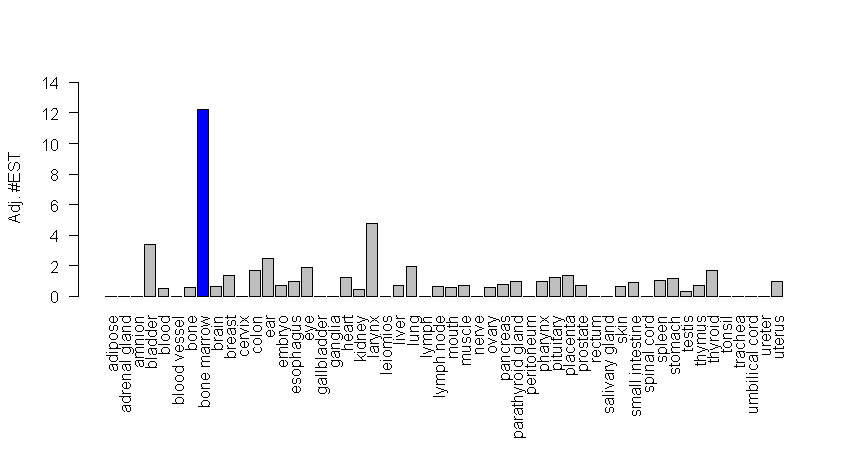 14
12
10
8
6
4
2
0
Adj. #EST
adipose
adrenal gland
amnion
bladder
blood
blood vessel
bone
bone marrow
brain
breast
cervix
colon
ear
embryo
esophagus
eye
gallbladder
ganglia
heart
kidney
larynx
leiomios
liver
lung
lymph
lymph node
mouth
muscle
nerve
ovary
pancreas
parathyroid gland
peritoneum
pharynx
pituitary
placenta
prostate
rectum
salivary gland
skin
small intestine
spinal cord
spleen
stomach
testis
thymus
thyroid
tonsil
trachea
umbilical cord
ureter
uterus